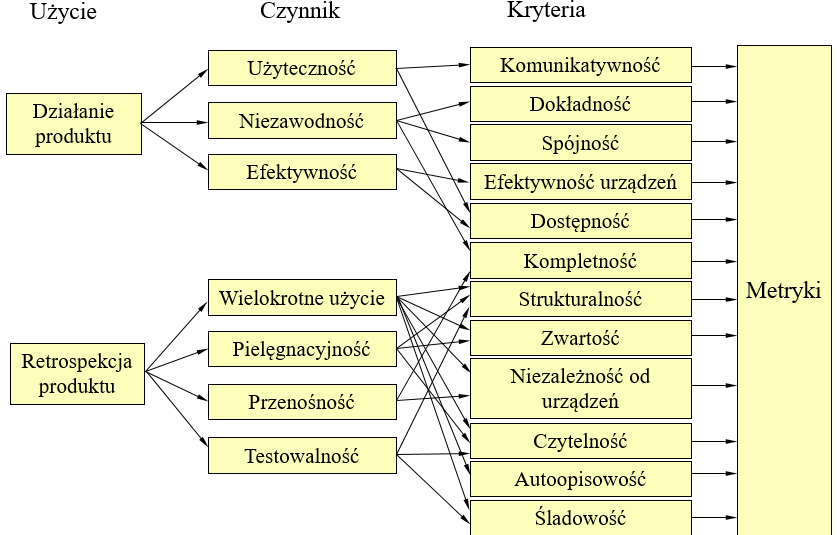 Użycie
Czynnik
Kryteria
Działanie
produktu
Użyteczność
Niezawodność
Efektywność
Retrospekcja
produktu
Wielokrotne użycie
Pielęgnacyjność
Przenośność
Testowalność
Komunikatywność
Dokładność
Spójność
Efektywność urządzeń
Dostępność
Kompletność
Strukturalność
Zwartość
Niezależność od
urządzeń
Czytelność
Autoopisowość
Śladowość
Metryki